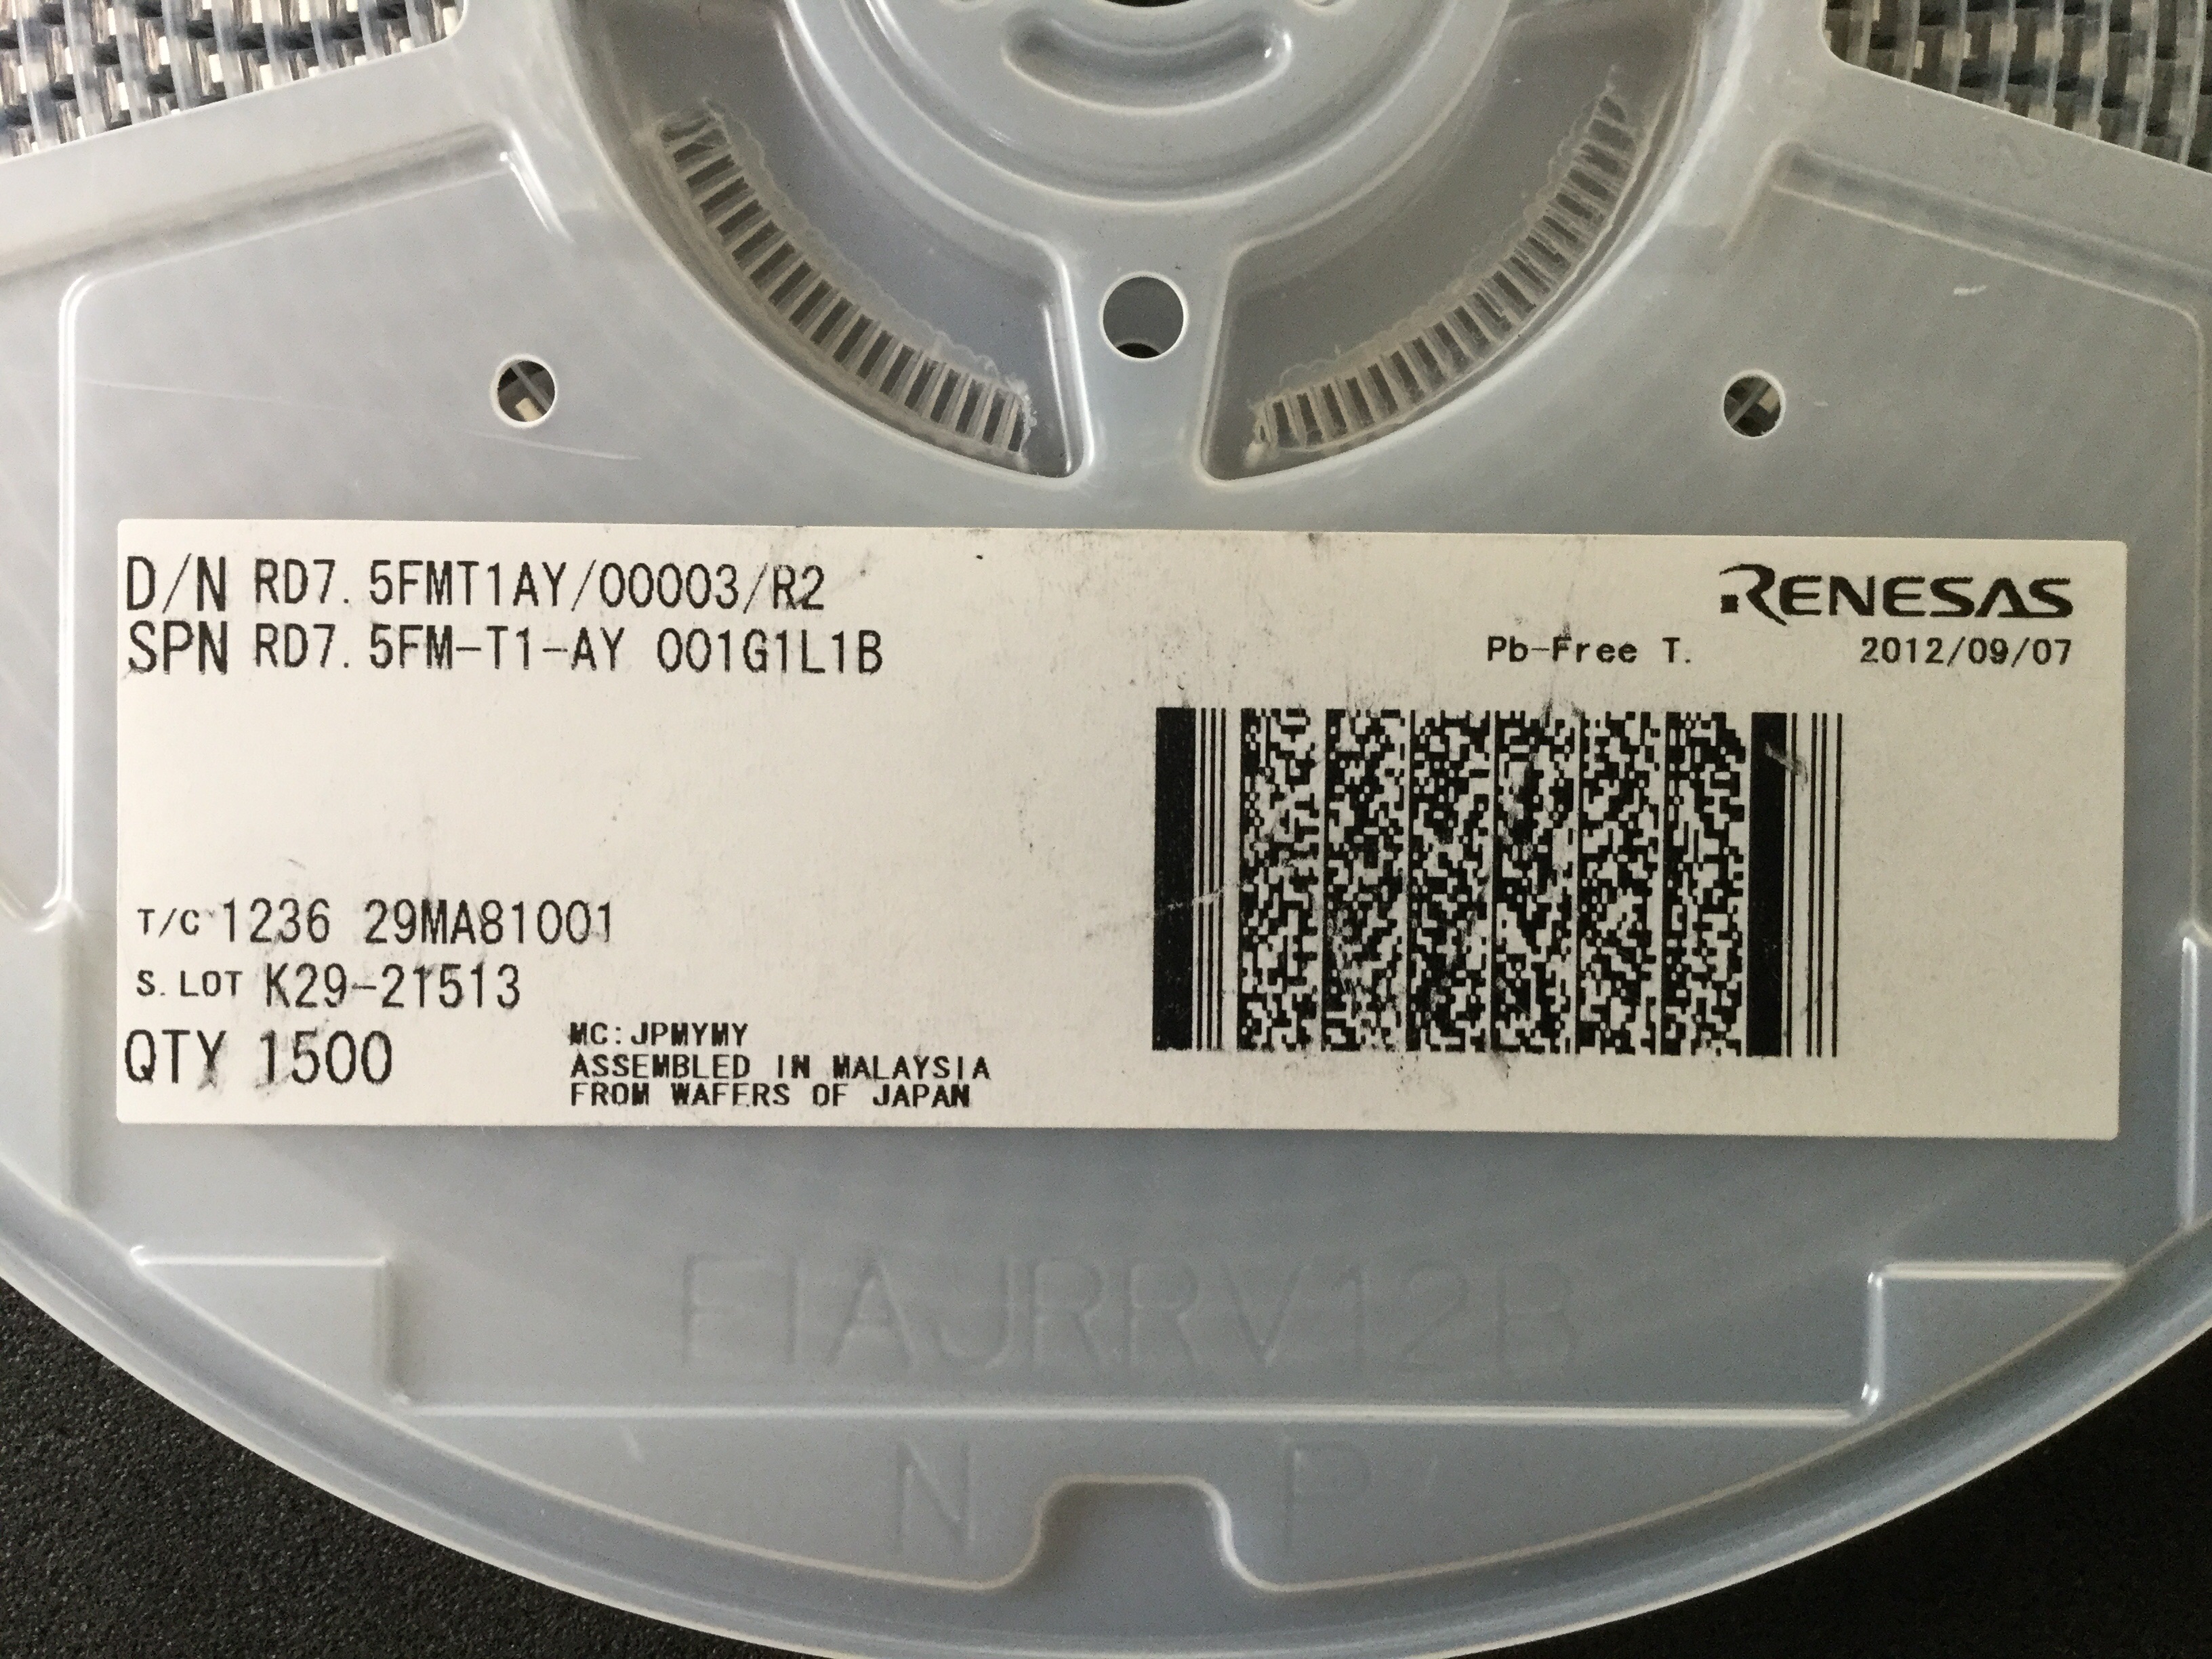 D/N RD7.5FMT1AY/00003/R2
RENESAS
SPN RD7.5FM-T1-AY 001G1L1B
Pb-Free T. 2012/09/07
T/C 1236 29MA81001
S.LOT K29-21513
QTY 1500
MC:JPMYMY
ASSEMBLED IN MALAYSIA
FROM WAFERS OF JAPAN
EIAJRRV12B
N P